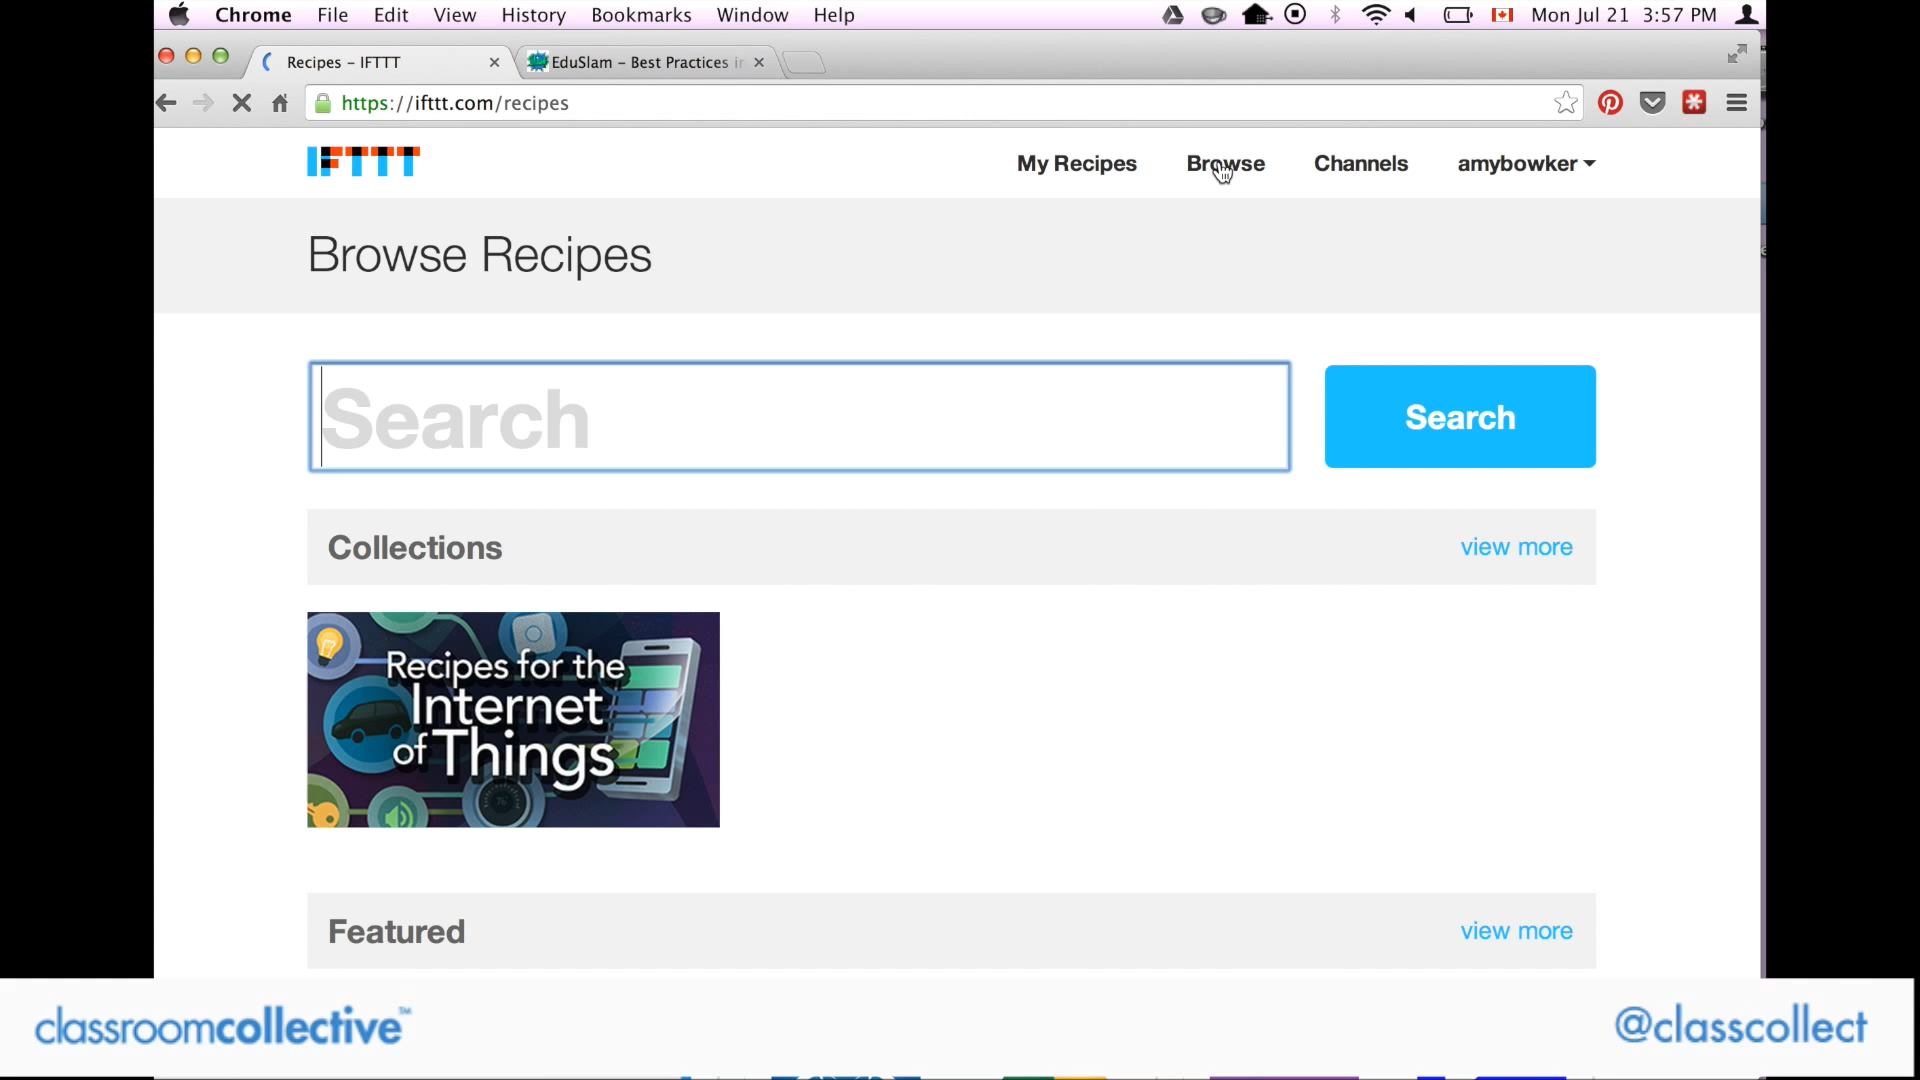 Chrome File Edit View History Bookmarks Window Help Mon Jul 21 3:57 PM
Recipes – IFTTT EduSlam – Best Practices in
https://ifttt.com/recipes
IFTTT My Recipes Browse Channels amybowker
Browse Recipes
Search Search
Collections view more
Recipes for the
Internet
of Things
Featured view more
classroomcollective™ @classcollect